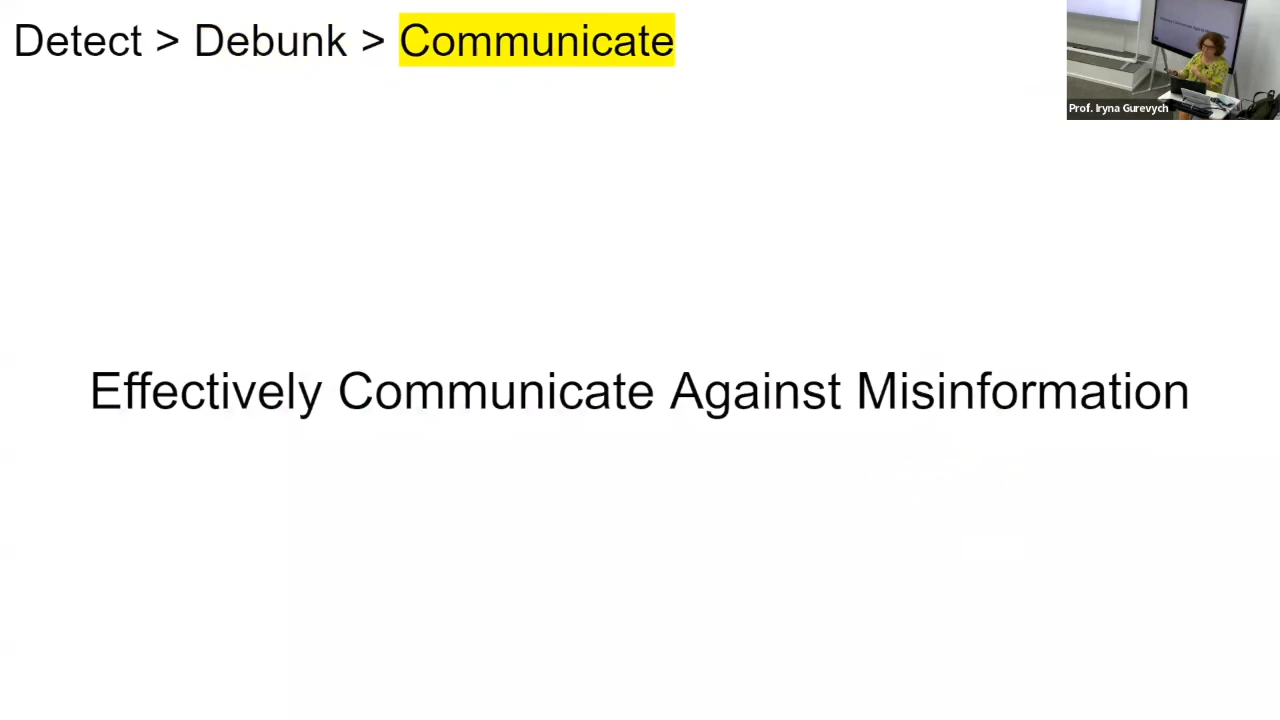 Detect > Debunk > Communicate
Prof. Iryna Gurevych
Effectively Communicate Against Misinformation